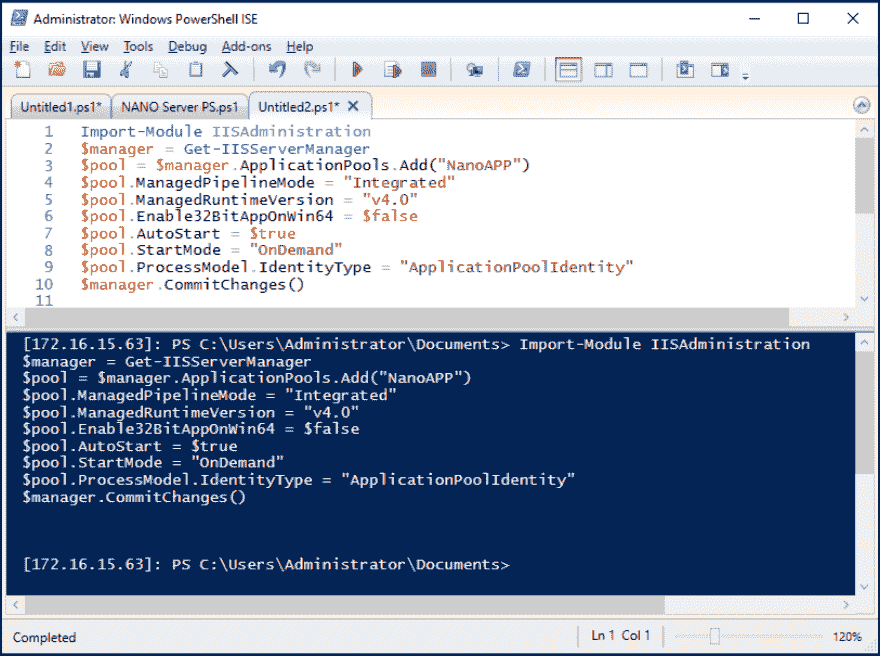 Administrator: Windows PowerShell ISE
File Edit View Tools Debug Add-ons Help
Untitled1.ps1* NANO Server PS.ps1 Untitled2.ps1* X
1 Import-Module IISAdministration
2 $manager = Get-IISServerManager
3 $pool = $manager.ApplicationPools.Add("NanoAPP")
4 $pool.ManagedPipelineMode = "Integrated"
5 $pool.ManagedRuntimeVersion = "v4.0"
6 $pool.Enable32BitAppOnWin64 = $false
7 $pool.AutoStart = $true
8 $pool.StartMode = "OnDemand"
9 $pool.ProcessModel.IdentityType = "ApplicationPoolIdentity"
10 $manager.CommitChanges()
11
[172.16.15.63]: PS C:\Users\Administrator\Documents> Import-Module IISAdministration
$manager = Get-IISServerManager
$pool = $manager.ApplicationPools.Add("NanoAPP")
$pool.ManagedPipelineMode = "Integrated"
$pool.ManagedRuntimeVersion = "v4.0"
$pool.Enable32BitAppOnWin64 = $false
$pool.AutoStart = $true
$pool.StartMode = "OnDemand"
$pool.ProcessModel.IdentityType = "ApplicationPoolIdentity"
$manager.CommitChanges()
[172.16.15.63]: PS C:\Users\Administrator\Documents>
Completed Ln 1 Col 1 120%